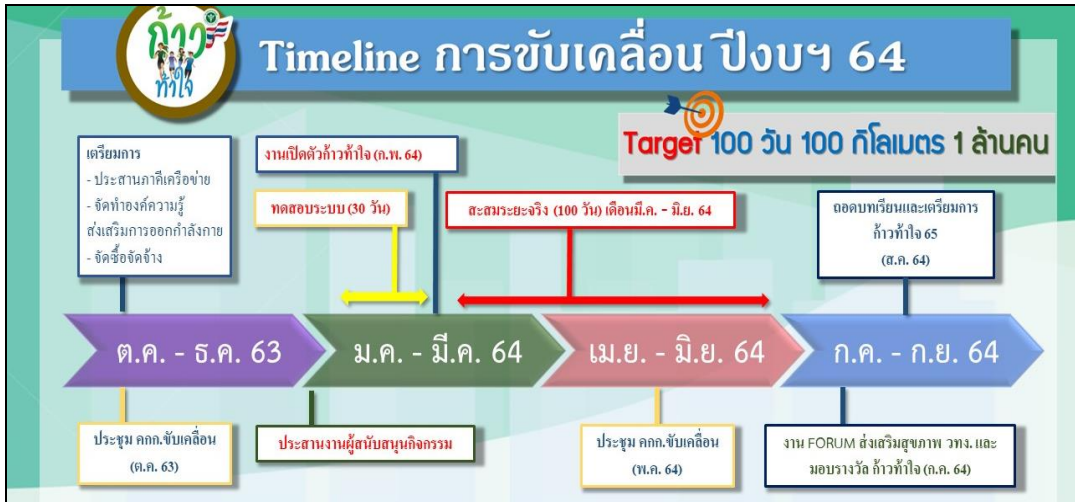 ก้าว
ท้าใจ
Timeline การขับเคลื่อน ปีงบฯ 64
Target 100 วัน 100 กิโลเมตร 1 ล้านคน
เตรียมการ
- ประสานภาคีเครือข่าย
- จัดทำองค์ความรู้
ส่งเสริมการออกกำลังกาย
- จัดซื้อจัดจ้าง
งานเปิดตัวก้าวท้าใจ (ก.พ. 64)
ทดสอบระบบ (30 วัน)
สะสมระยะจริง (100 วัน) เดือนมี.ค. - มิ.ย. 64
ถอดบทเรียนและเตรียมการ
ก้าวท้าใจ 65
(ส.ค. 64)
ต.ค. - ธ.ค. 63
ม.ค. - มี.ค. 64
เม.ย. - มิ.ย. 64
ก.ค. - ก.ย. 64
ประชุม คกก.ขับเคลื่อน
(ต.ค. 63)
ประสานงานผู้สนับสนุนกิจกรรม
ประชุม คกก.ขับเคลื่อน
(พ.ค. 64)
งาน FORUM ส่งเสริมสุขภาพ วทง. และ
มอบรางวัล ก้าวท้าใจ (ก.ค. 64)